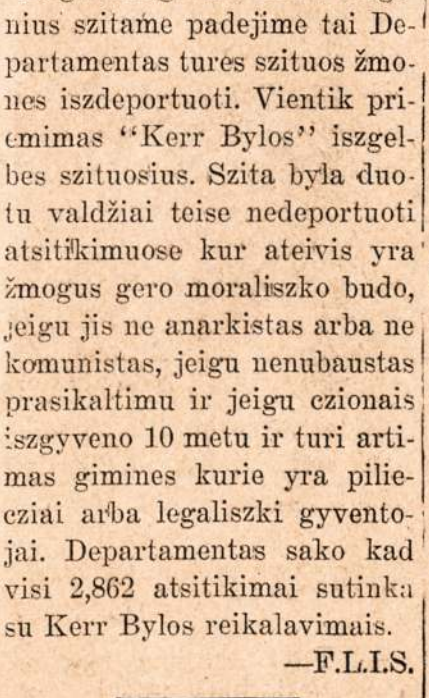 nius szitame padejime tai De-
partamentas tures szituos žmo-
nes iszdeportuoti. Vientik pri-
emimas “Kerr Bylos” iszgel-
bes szituosius. Szita byla duo-
tu valdžiai teise nedeportuoti
atsitikimuose kur ateivis yra
žmogus gero moraliszko budo,
jeigu jis ne anarkistas arba ne
komunistas, jeigu nenubaustas
prasikaltimu ir jeigu czionais
iszgyveno 10 metu ir turi arti-
mas gimines kurie yra pilie-
cziai arba legaliszki gyvento-
jai. Departamentas sako kad
visi 2,862 atsitikimai sutinka
su Kerr Bylos reikalavimais.
—F.L.I.S.